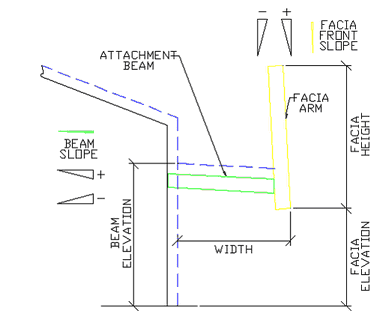 - +
FACIA
FRONT
SLOPE
ATTACHMENT
BEAM
FACIA
ARM
FACIA
HEIGHT
BEAM
SLOPE
+
-
BEAM
ELEVATION
WIDTH
FACIA
ELEVATION